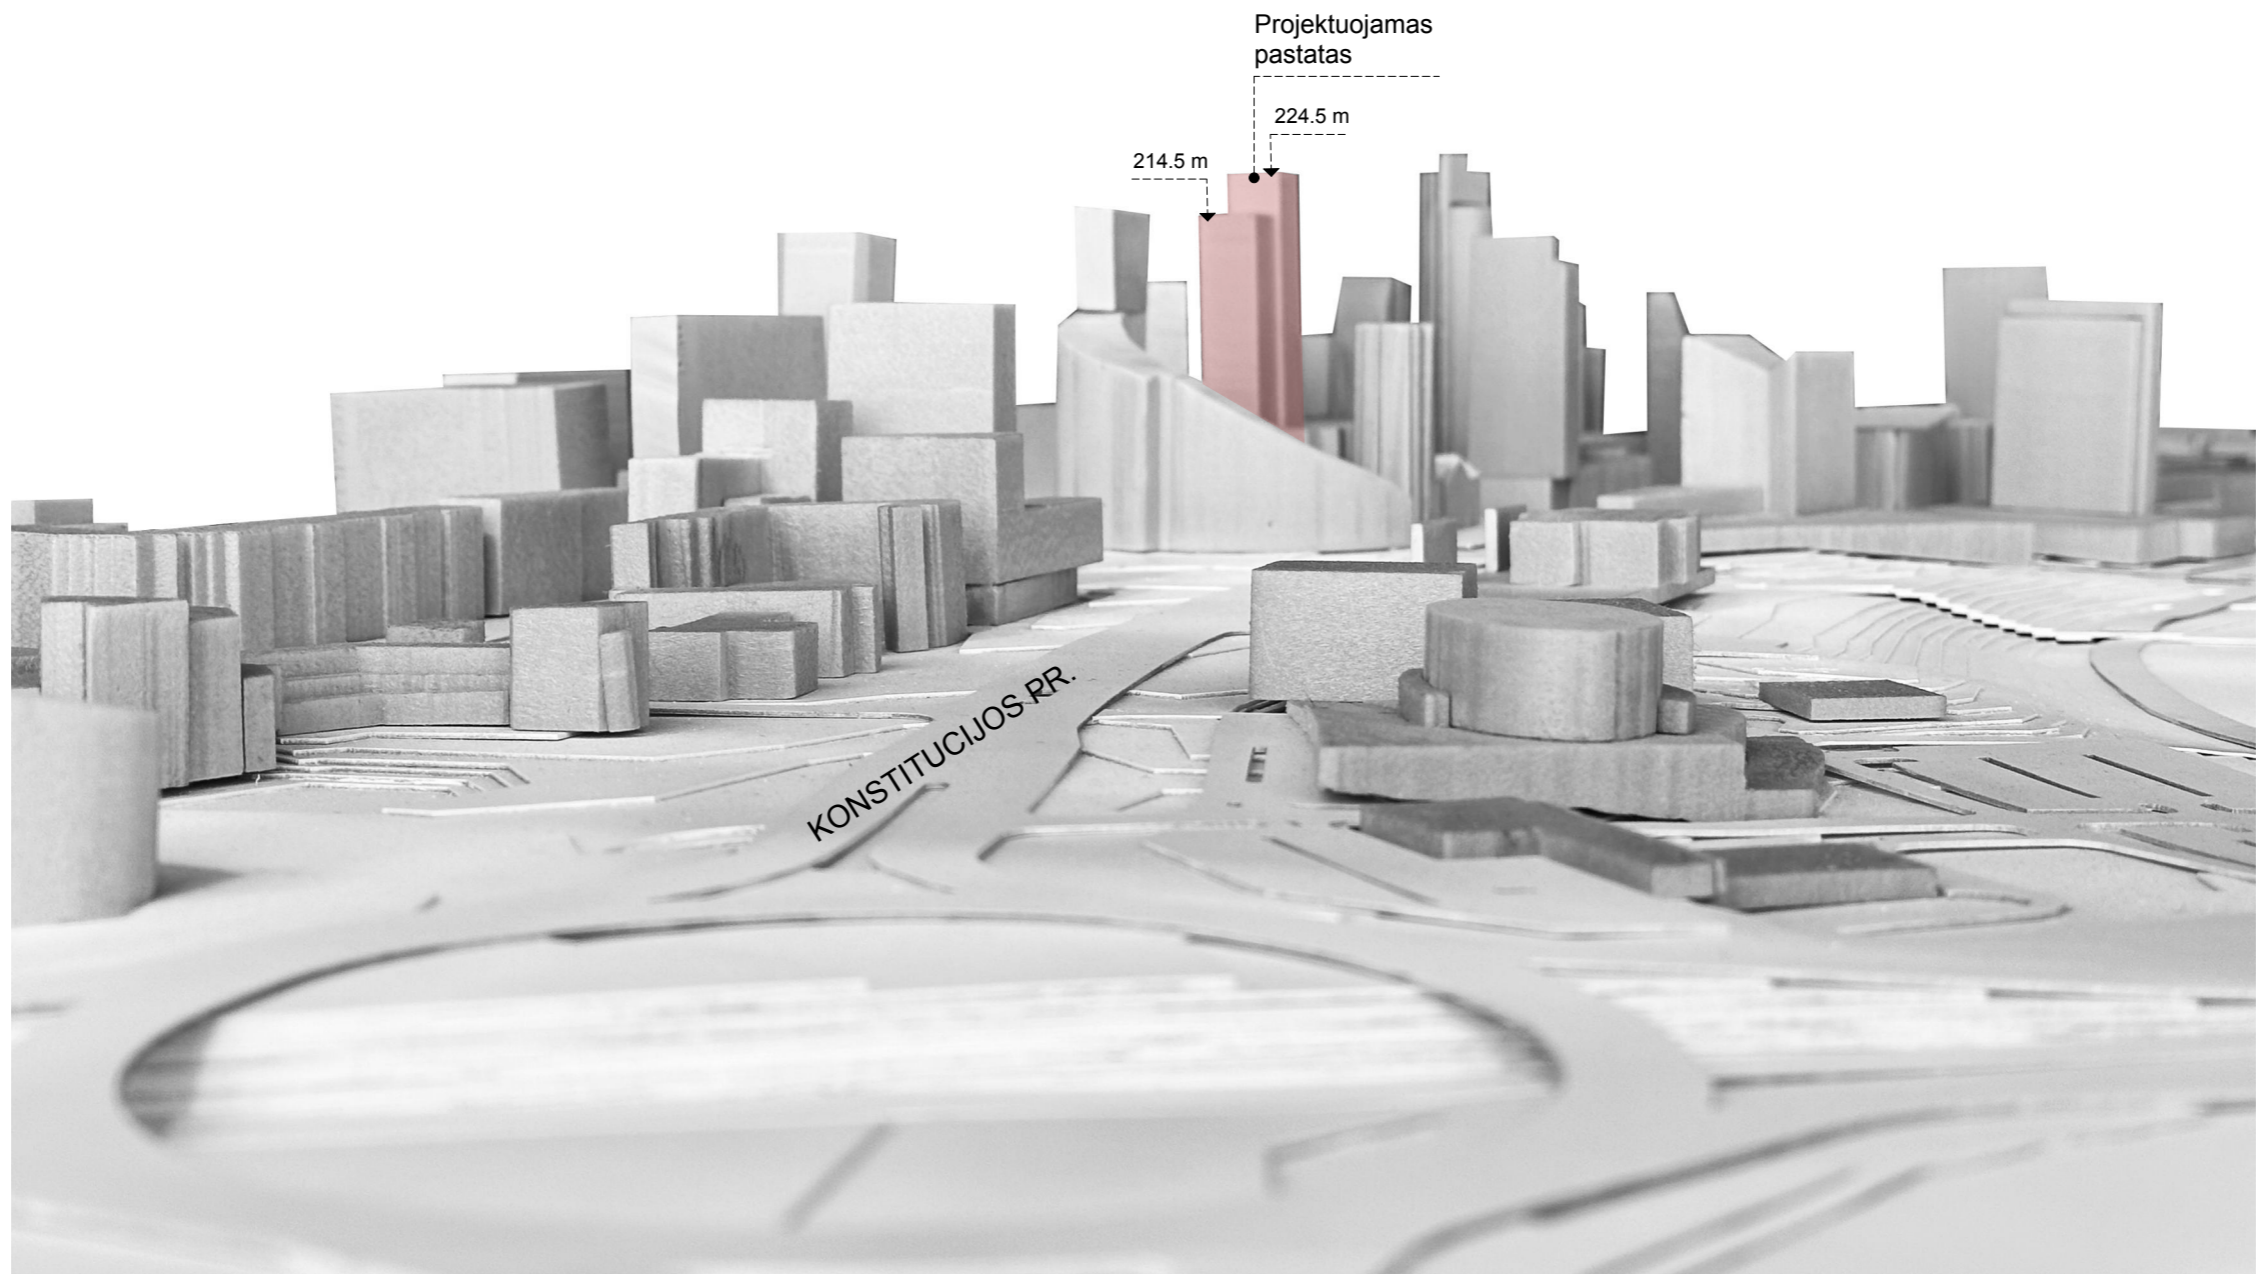 Projektuojamas
pastatas
224.5 m
214.5 m
KONSTITUCIJOS PR.